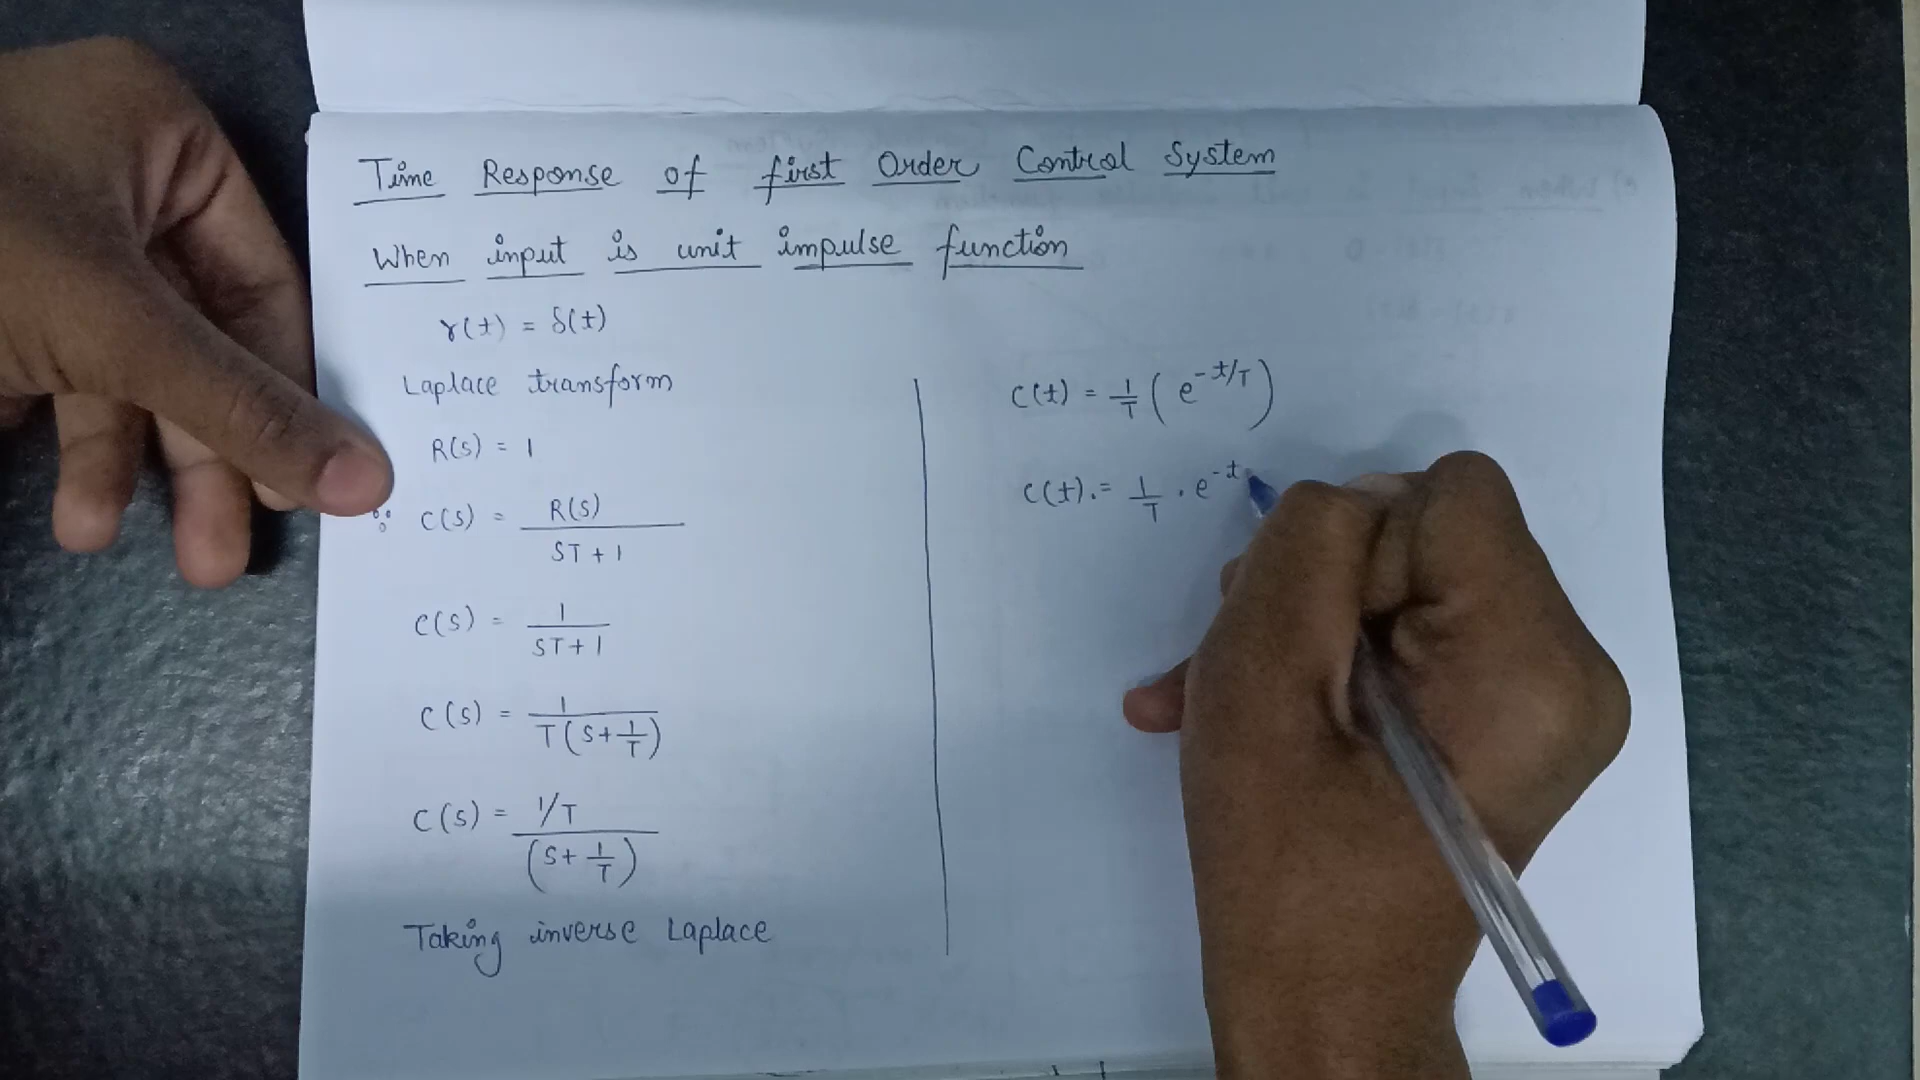 Time Response of first Order Control System
When input is unit impulse function
r(t) = δ(t)
Laplace transform
R(s) = 1
∵ C(s) = R(s) / ST + 1
C(s) = 1 / ST + 1
C(s) = 1 / T(S + 1/T)
C(s) = 1/T / (S + 1/T)
Taking inverse Laplace
C(t) = 1/T (e^-t/T)
C(t). = 1/T . e^-t